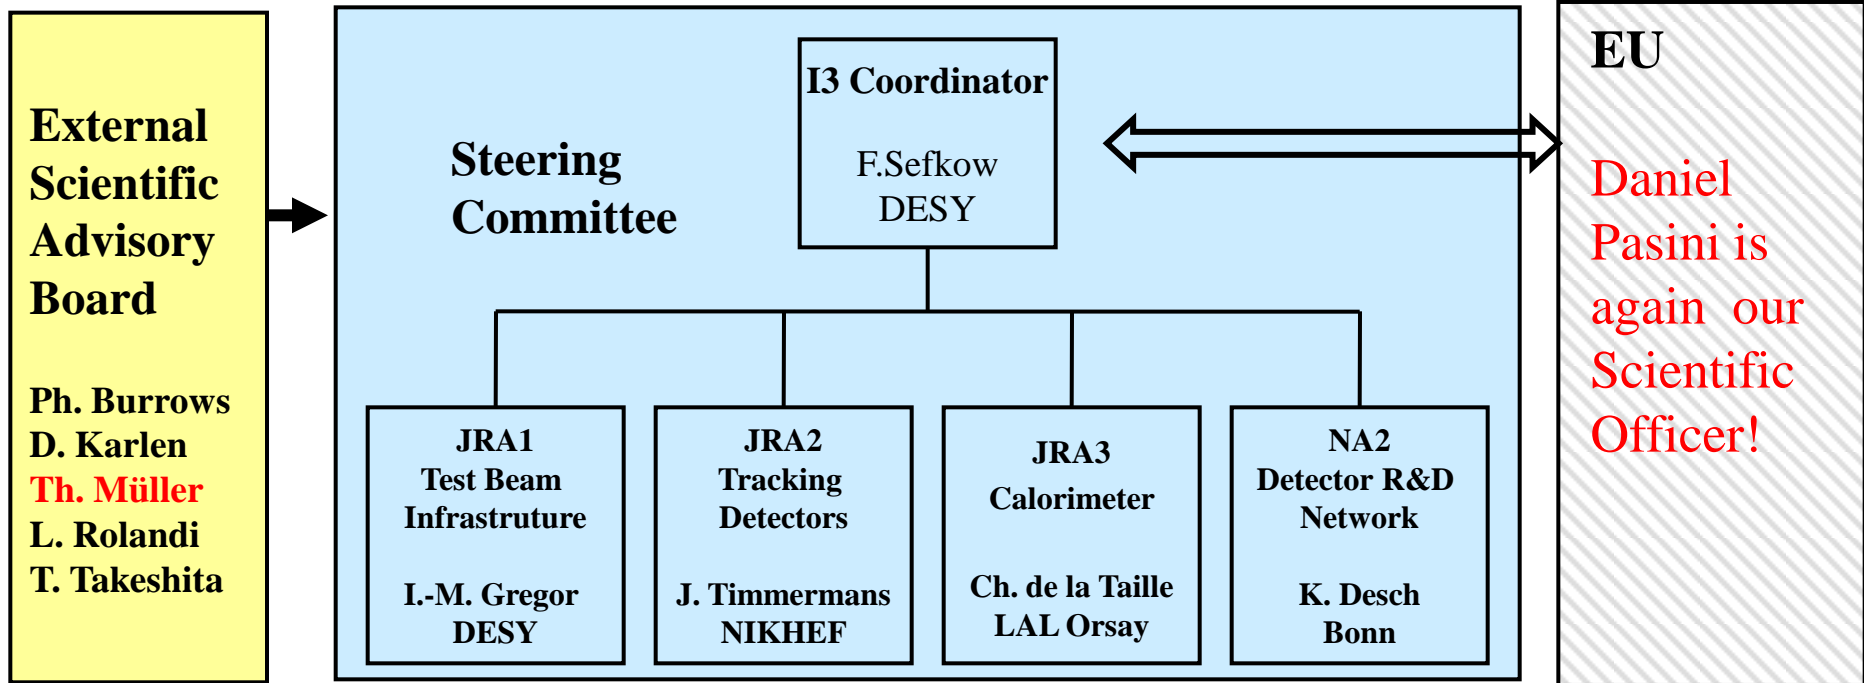 External
Scientific
Advisory
Board
Ph. Burrows
D. Karlen
Th. Müller
L. Rolandi
T. Takeshita
Steering
Committee
I3 Coordinator
F.Sefkow
DESY
JRA1
Test Beam
Infrastruture
I.-M. Gregor
DESY
JRA2
Tracking
Detectors
J. Timmermans
NIKHEF
JRA3
Calorimeter
Ch. de la Taille
LAL Orsay
NA2
Detector R&D
Network
K. Desch
Bonn
EU
Daniel
Pasini is
again our
Scientific
Officer!